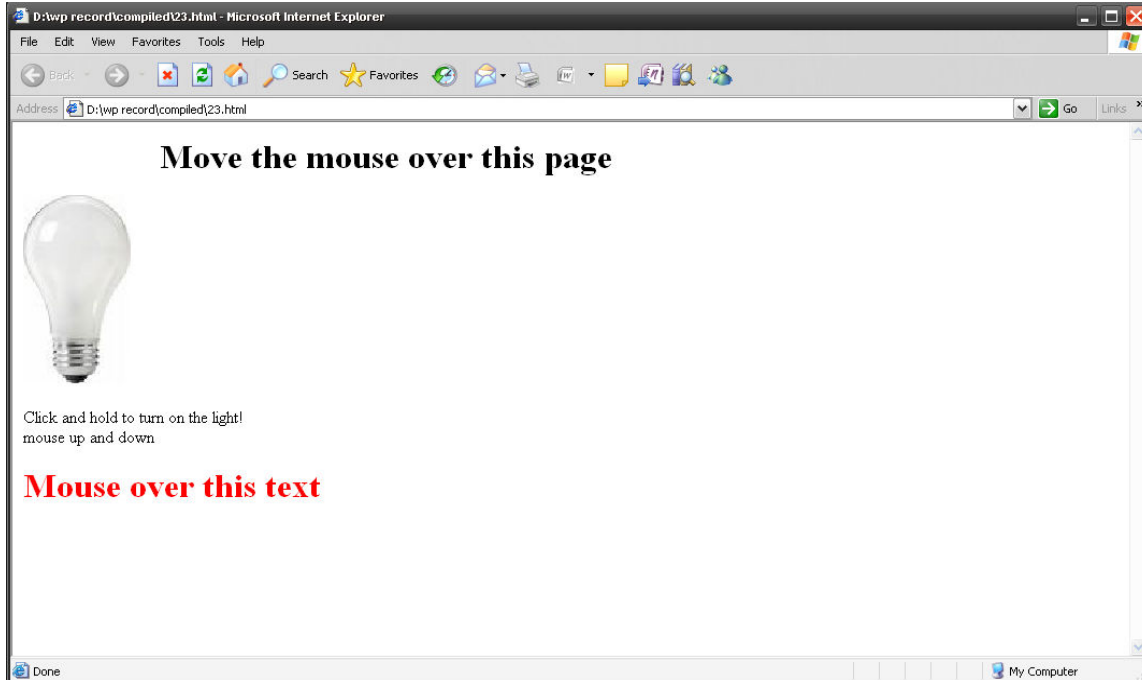 D:\wp record\compiled\23.html - Microsoft Internet Explorer
File Edit View Favorites Tools Help
Back Search Favorites
Address D:\wp record\compiled\23.html Go Links »
Move the mouse over this page
Click and hold to turn on the light!
mouse up and down
Mouse over this text
Done My Computer